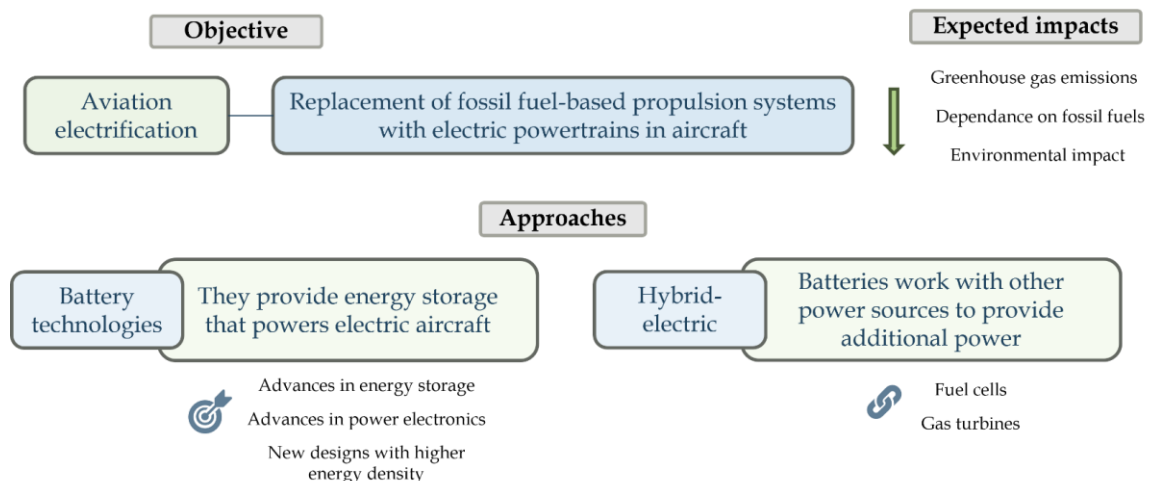 Objective
Expected impacts
Aviation
electrification
Replacement of fossil fuel-based propulsion systems
with electric powertrains in aircraft
Greenhouse gas emissions
Dependance on fossil fuels
Environmental impact
Approaches
Battery
technologies
They provide energy storage
that powers electric aircraft
Advances in energy storage
Advances in power electronics
New designs with higher
energy density
Hybrid-
electric
Batteries work with other
power sources to provide
additional power
Fuel cells
Gas turbines